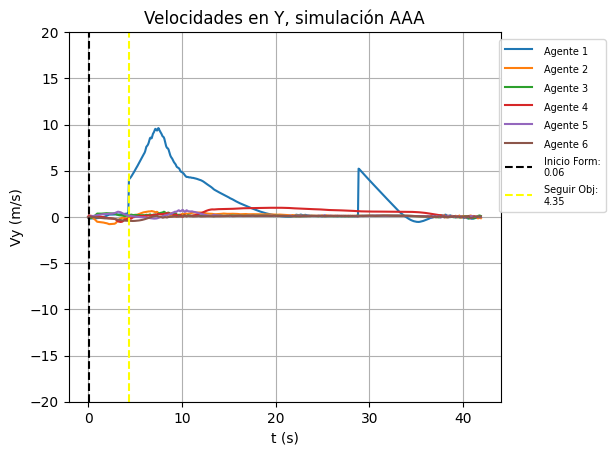 Velocidades en Y, simulación AAA
20
15
10
5
0
−5
−10
−15
−20
Vy (m/s)
0
10
20
30
40
t (s)
Agente 1
Agente 2
Agente 3
Agente 4
Agente 5
Agente 6
Inicio Form:
0.06
Seguir Obj:
4.35